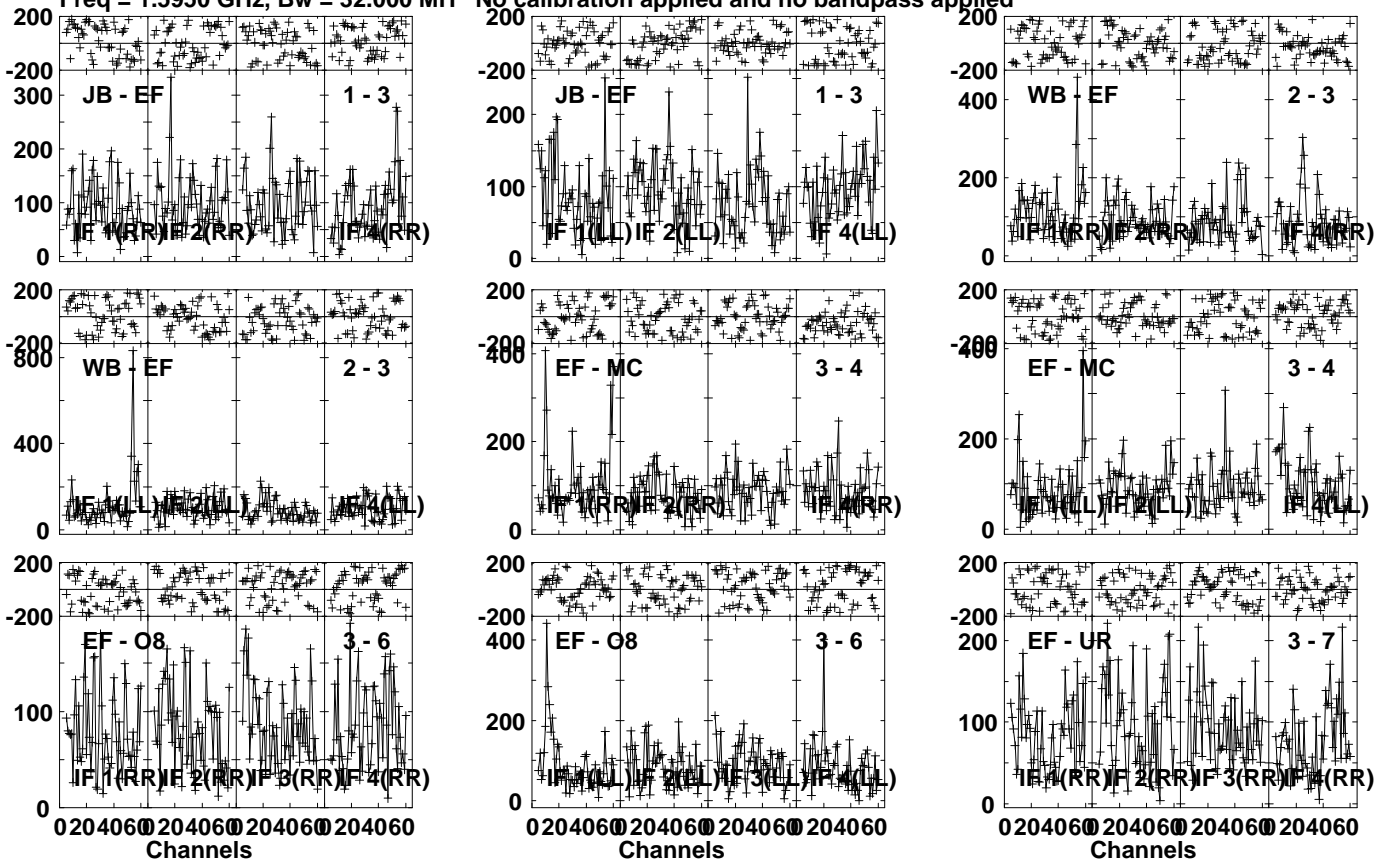 Freq = 1.5950 GHz, Bw = 32.000 MH No calibration applied and no bandpass applied
200
-200
300
200
100
0
JB - EF
1 - 3
IF 1(RR)
IF 2(RR)
IF 4(RR)
200
-200
200
100
0
JB - EF
1 - 3
IF 1(LL)
IF 2(LL)
IF 4(LL)
200
-200
400
200
0
WB - EF
2 - 3
IF 1(RR)
IF 2(RR)
IF 4(RR)
200
-200
800
400
200
0
WB - EF
2 - 3
IF 1(LL)
IF 2(LL)
IF 4(LL)
200
-200
400
200
0
EF - MC
3 - 4
IF 1(RR)
IF 2(RR)
IF 4(RR)
200
-200
400
200
0
EF - MC
3 - 4
IF 1(LL)
IF 2(LL)
IF 4(LL)
200
-200
100
0
EF - O8
3 - 6
IF 1(RR)
IF 2(RR)
IF 3(RR)
IF 4(RR)
0 20 40 60
0 20 40 60
0 20 40 60
0 20 40 60
Channels
200
-200
400
200
0
EF - O8
3 - 6
IF 1(LL)
IF 2(LL)
IF 3(LL)
IF 4(LL)
0 20 40 60
0 20 40 60
0 20 40 60
0 20 40 60
Channels
200
-200
200
100
0
EF - UR
3 - 7
IF 1(RR)
IF 2(RR)
IF 3(RR)
IF 4(RR)
0 20 40 60
0 20 40 60
0 20 40 60
0 20 40 60
Channels